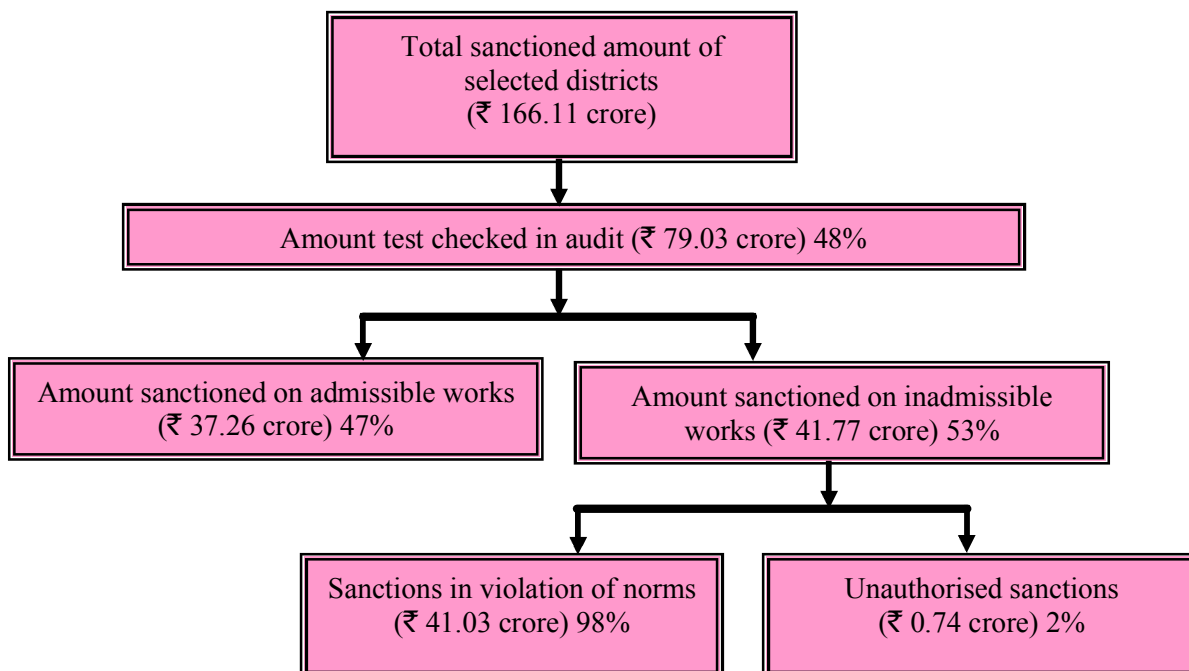 Total sanctioned amount of
selected districts
(₹ 166.11 crore)
Amount test checked in audit (₹ 79.03 crore) 48%
Amount sanctioned on admissible works
(₹ 37.26 crore) 47%
Amount sanctioned on inadmissible
works (₹ 41.77 crore) 53%
Sanctions in violation of norms
(₹ 41.03 crore) 98%
Unauthorised sanctions
(₹ 0.74 crore) 2%